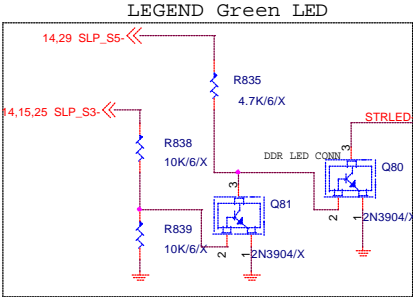 LEGEND Green LED
14,29 SLP_S5-
R835
4.7K/6/X
14,15,25 SLP_S3-
STRLED
R838
10K/6/X
DDR LED CONN
3
Q80
3
Q81
2
1
2N3904/X
R839
10K/6/X
2
1
2N3904/X